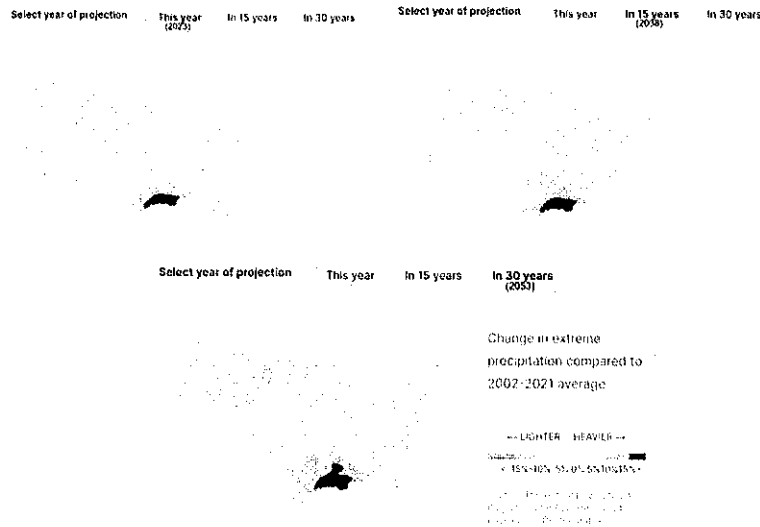 Select year of projection This year In 15 years In 30 years
(2023)
Select year of projection This year In 15 years In 30 years
(2038)
Select year of projection This year In 15 years In 30 years
(2053)
Change in extreme
precipitation compared to
2002-2021 average
LIGHTER HEAVIER